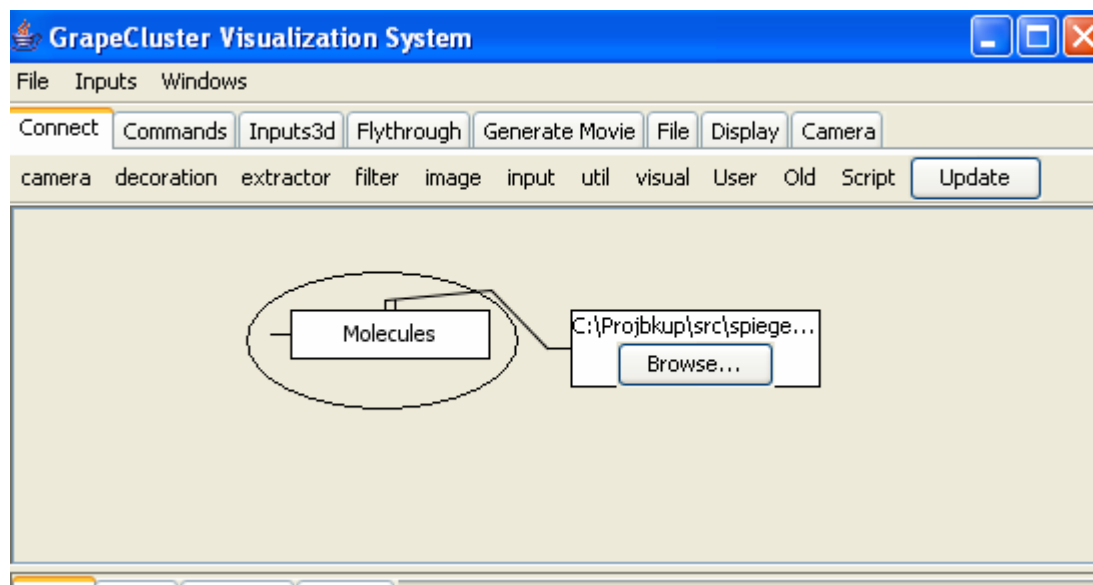 GrapeCluster Visualization System
File Inputs Windows
Connect Commands Inputs3d Flythrough Generate Movie File Display Camera
camera decoration extractor filter image input util visual User Old Script Update
Molecules
C:\Projbkup\src\spiege...
Browse...